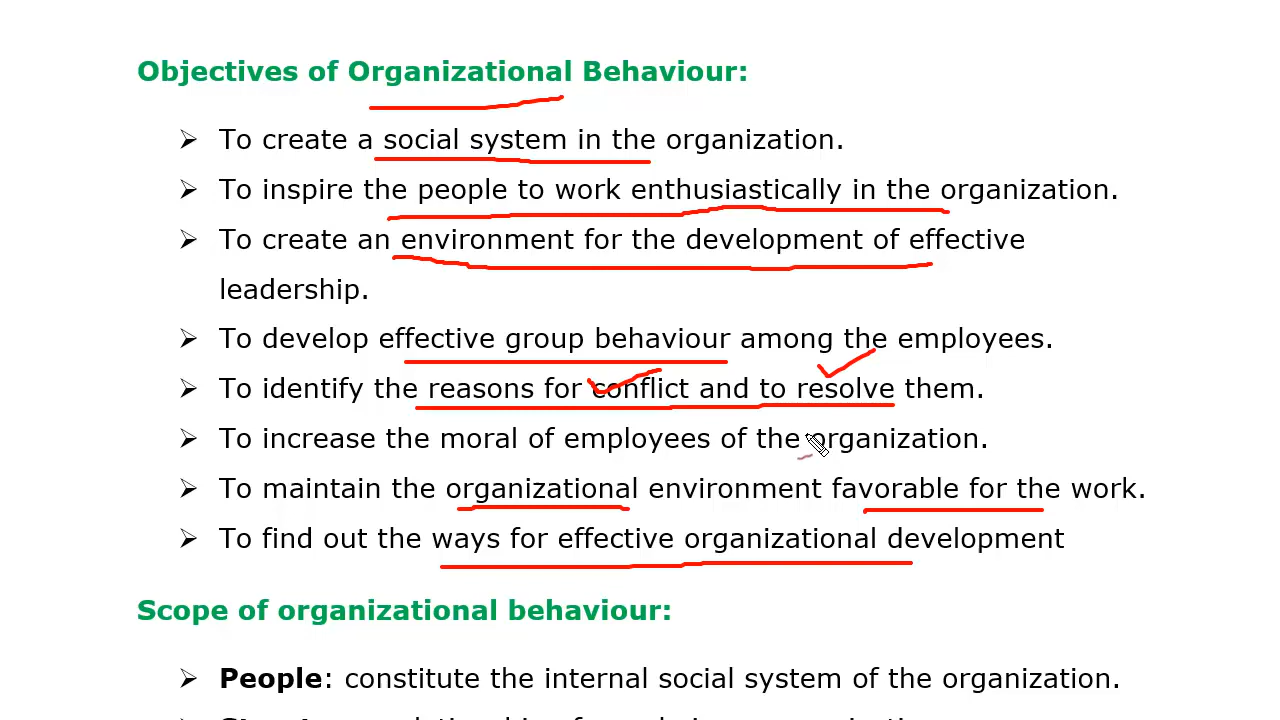 Objectives of Organizational Behaviour:
➢ To create a social system in the organization.
➢ To inspire the people to work enthusiastically in the organization.
➢ To create an environment for the development of effective
leadership.
➢ To develop effective group behaviour among the employees.
➢ To identify the reasons for conflict and to resolve them.
➢ To increase the moral of employees of the organization.
➢ To maintain the organizational environment favorable for the work.
➢ To find out the ways for effective organizational development
Scope of organizational behaviour:
➢ People: constitute the internal social system of the organization.